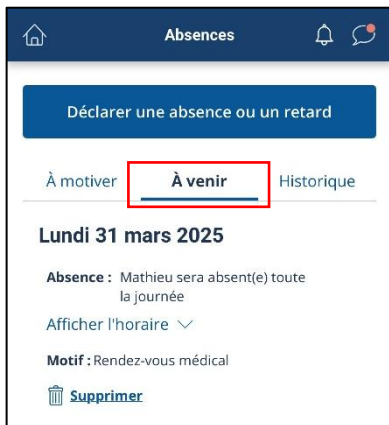 Absences
Déclarer une absence ou un retard
À motiver À venir Historique
Lundi 31 mars 2025
Absence : Mathieu sera absent(e) toute
la journée
Afficher l'horaire
Motif : Rendez-vous médical
Supprimer